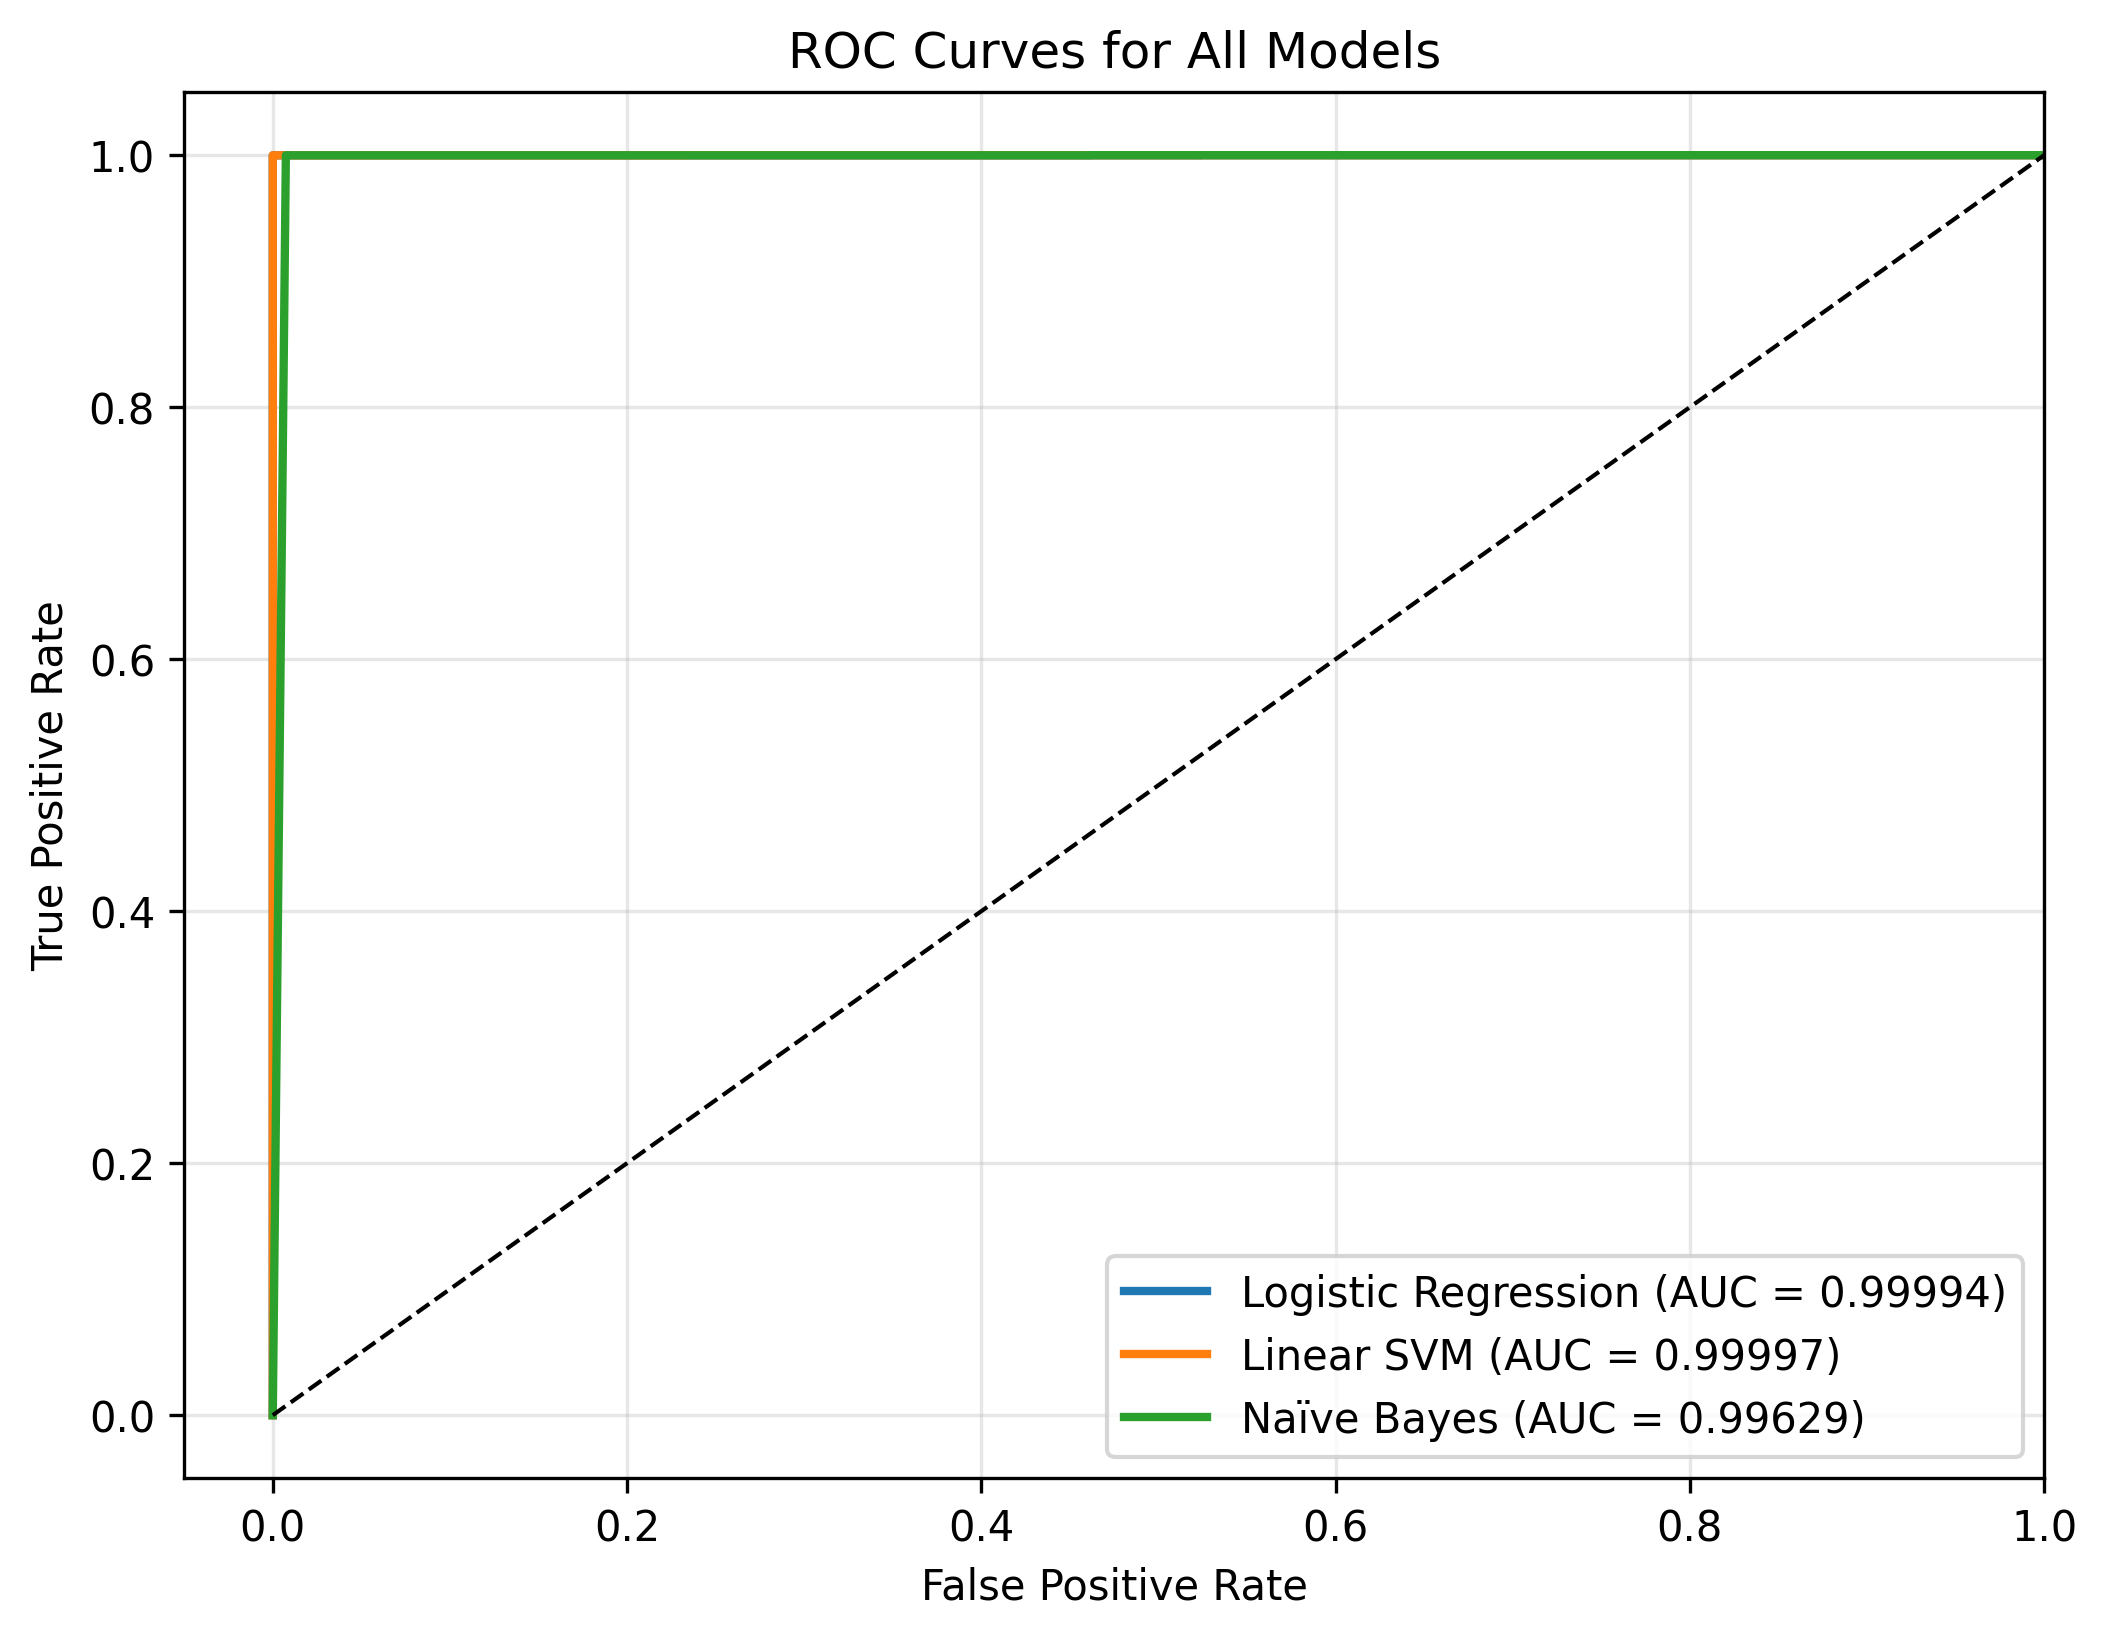 ROC Curves for All Models
True Positive Rate
1.0
0.8
0.6
0.4
0.2
0.0
Logistic Regression (AUC = 0.99994)
Linear SVM (AUC = 0.99997)
Naïve Bayes (AUC = 0.99629)
0.0 0.2 0.4 0.6 0.8 1.0
False Positive Rate